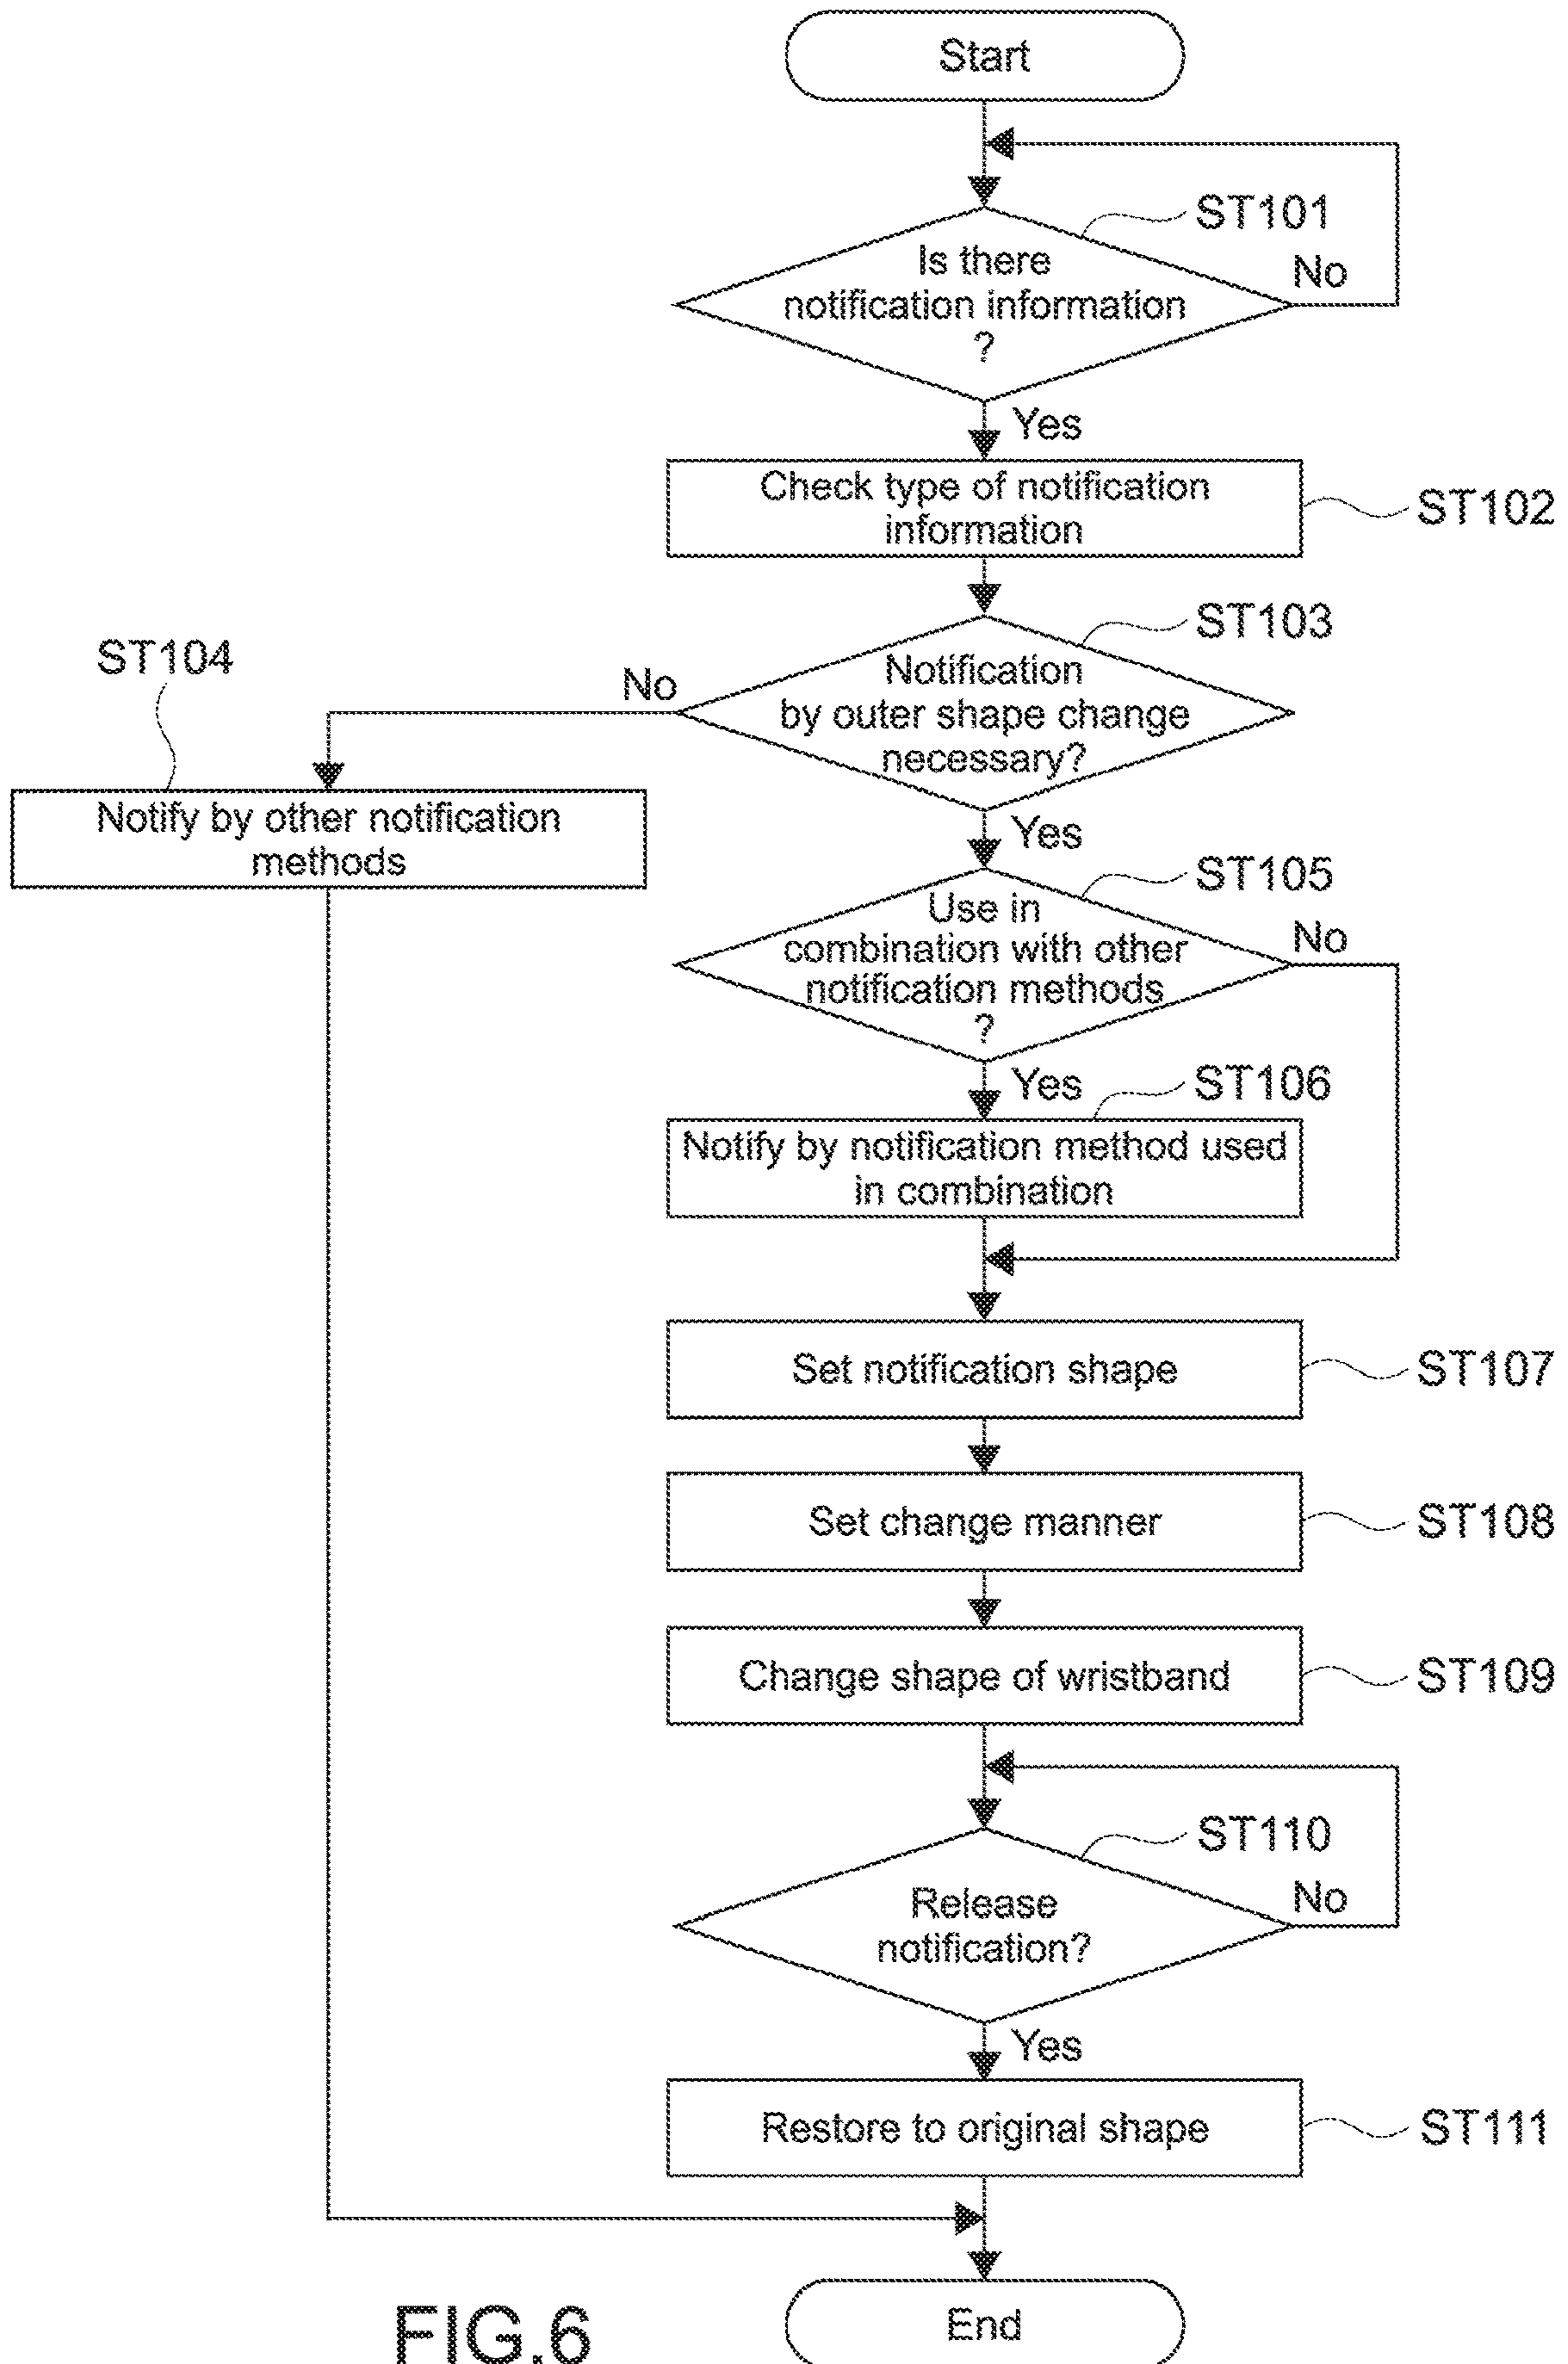 Start
ST101
Is there
notification information
?
No
Yes
Check type of notification
information
ST102
ST103
Notification
by outer shape change
necessary?
No
ST104
Notify by other notification
methods
Yes
ST105
Use in
combination with other
notification methods
?
No
Yes
ST106
Notify by notification method used
in combination
Set notification shape
ST107
Set change manner
ST108
Change shape of wristband
ST109
ST110
Release
notification?
No
Yes
Restore to original shape
ST111
End
FIG.6